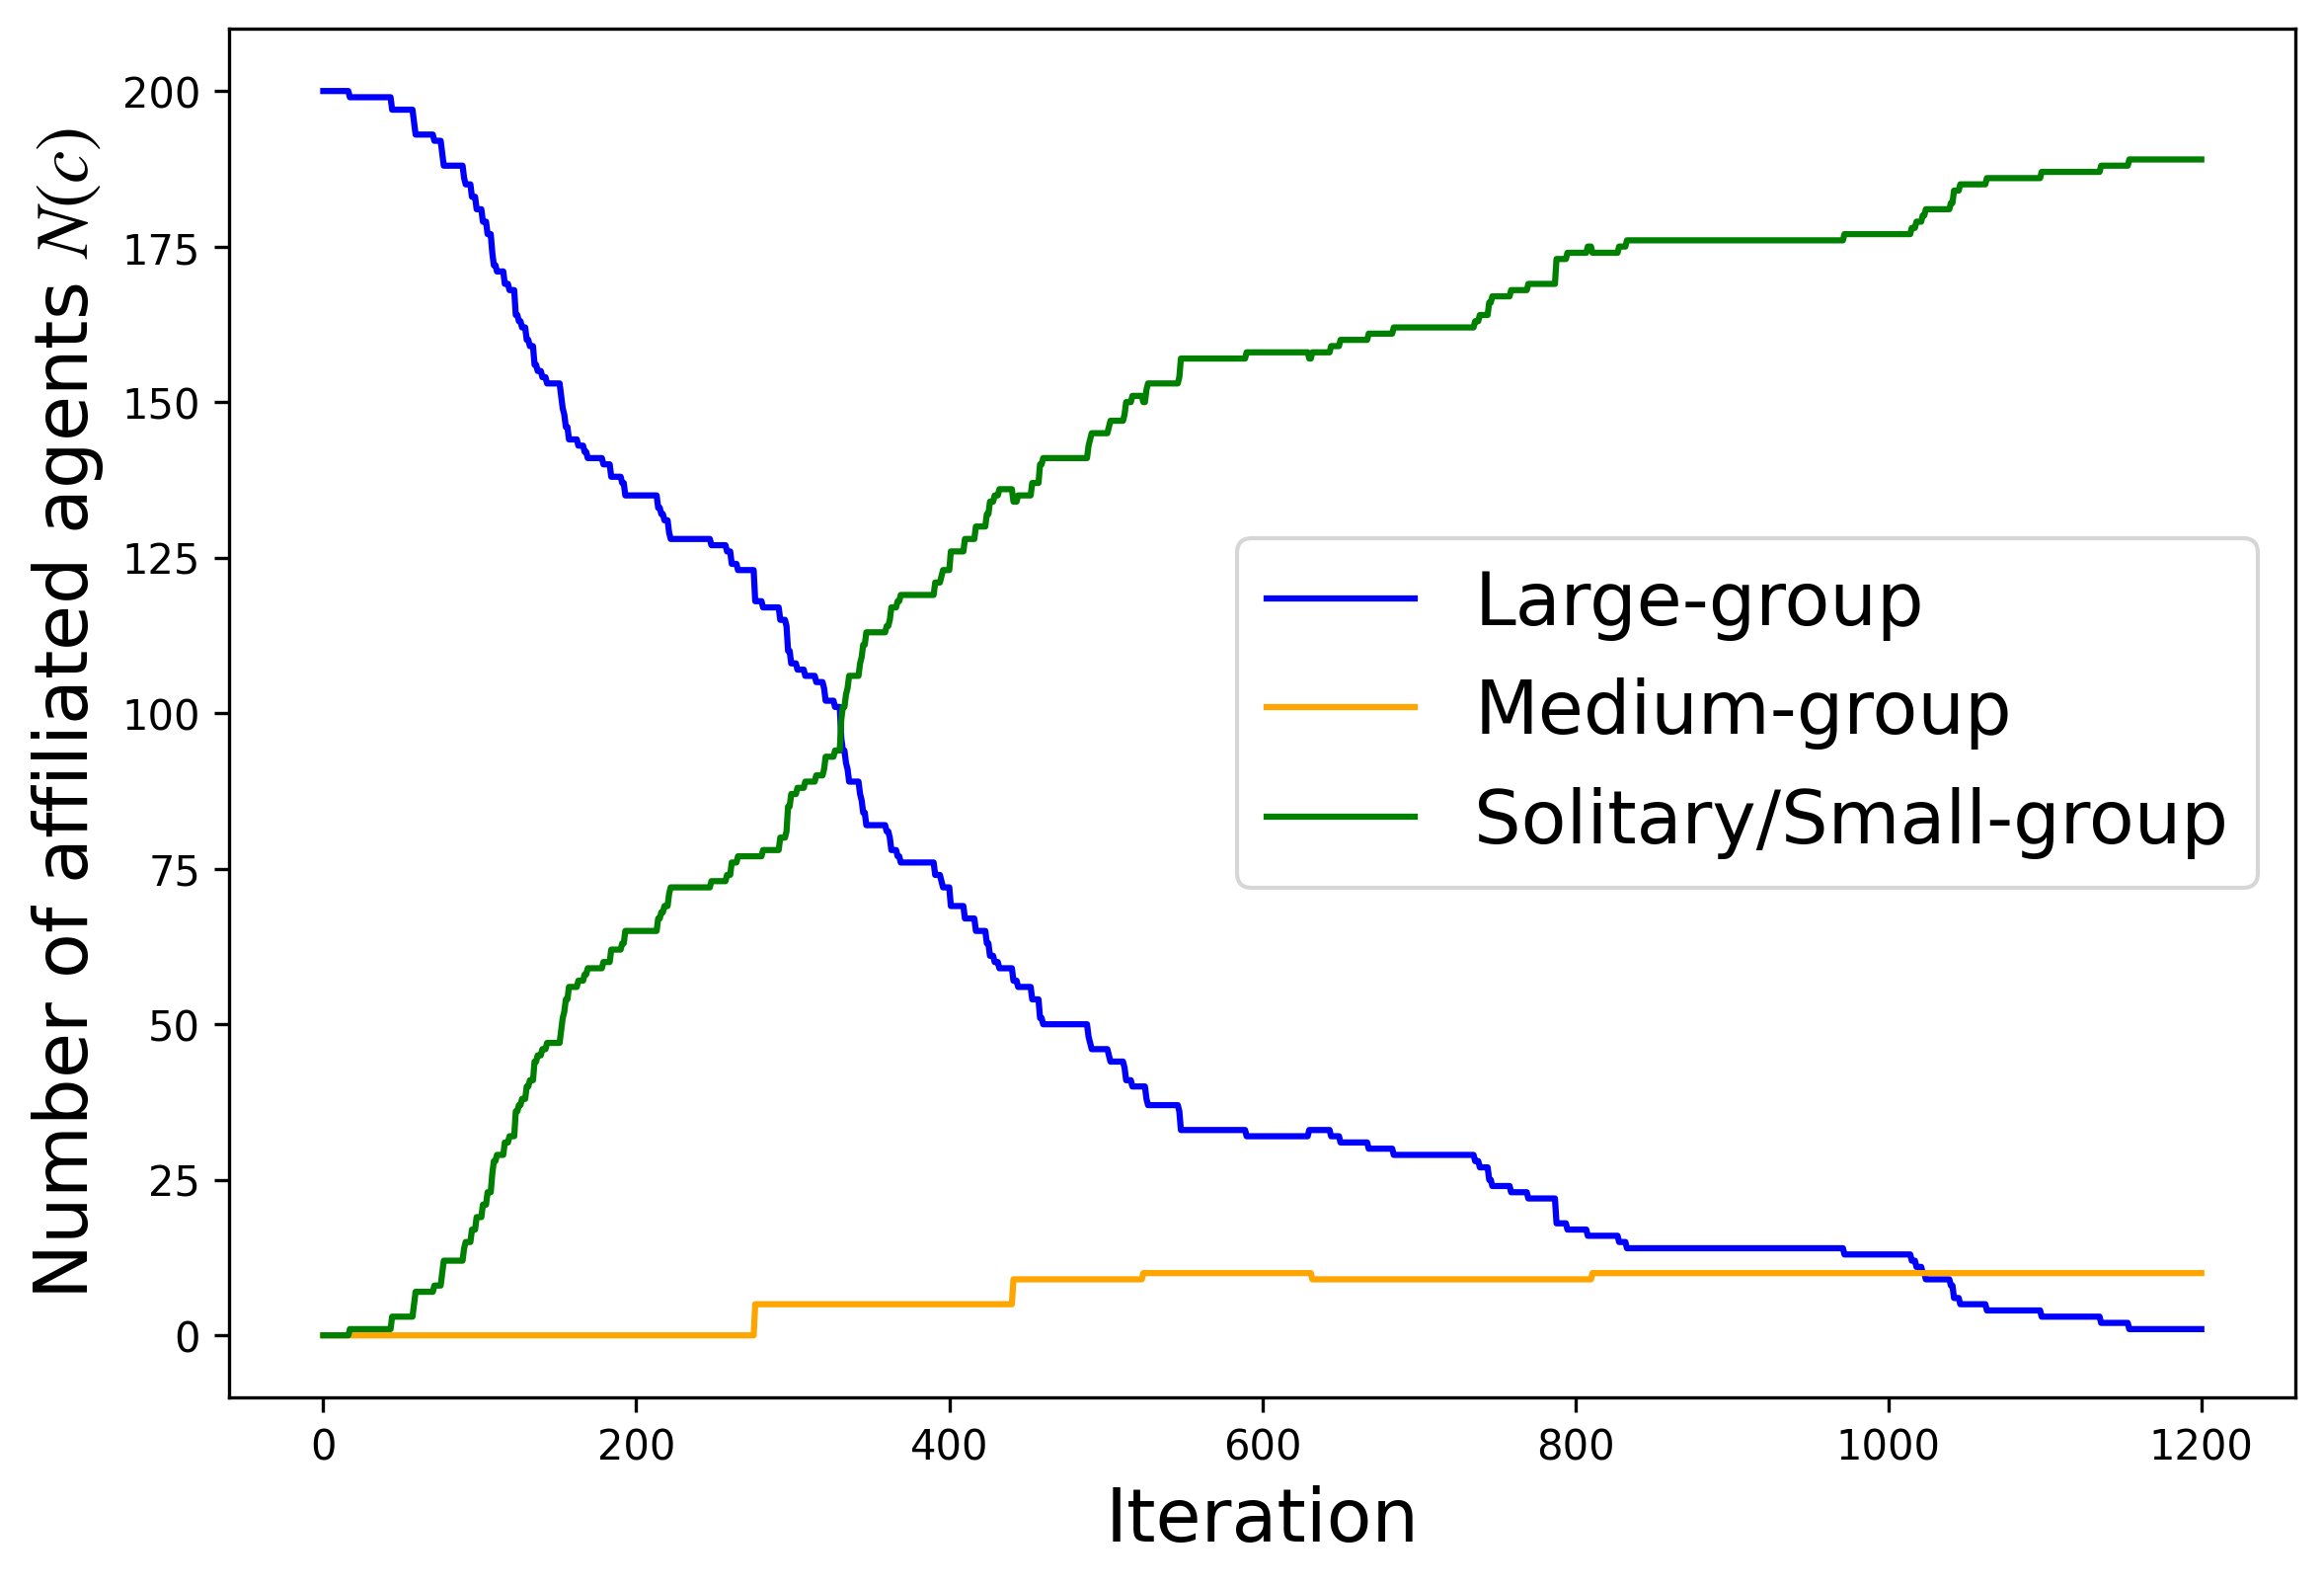 Number of affiliated agents N(c)
200
175
150
125
100
75
50
25
0
Large-group
Medium-group
Solitary/Small-group
0 200 400 600 800 1000 1200
Iteration